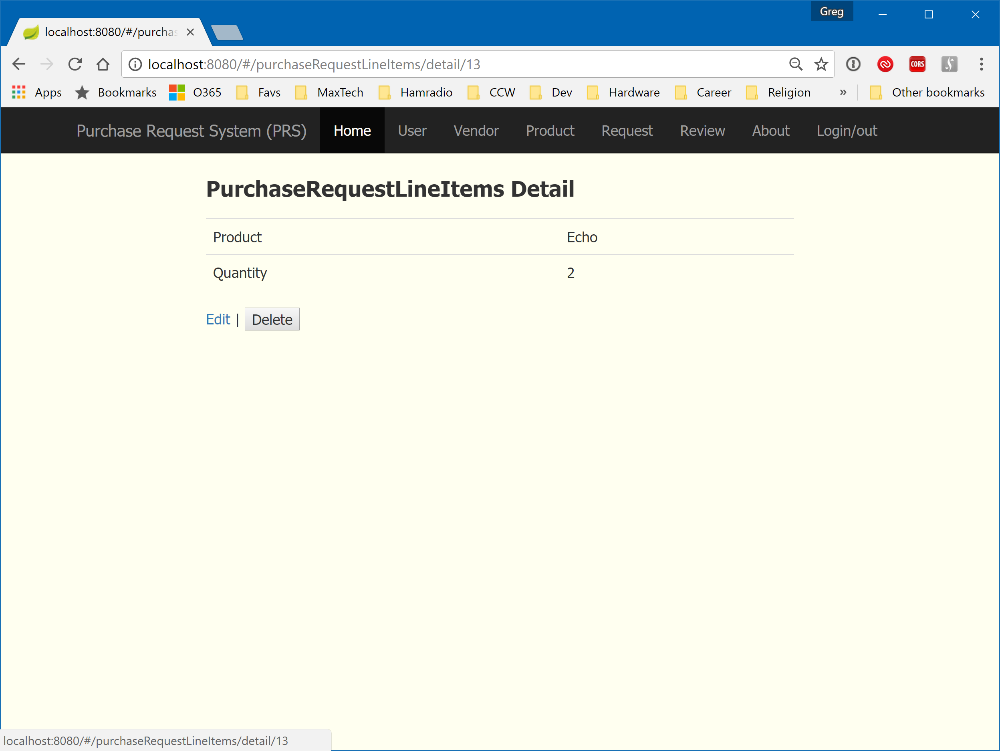 Greg
localhost:8080/#/purchas
localhost:8080/#/purchaseRequestLineItems/detail/13
CORS
Apps Bookmarks O365 Favs MaxTech Hamradio CCW Dev Hardware Career Religion » Other bookmarks
Purchase Request System (PRS) Home User Vendor Product Request Review About Login/out
PurchaseRequestLineItems Detail
Product Echo
Quantity 2
Edit | Delete
localhost:8080/#/purchaseRequestLineItems/detail/13